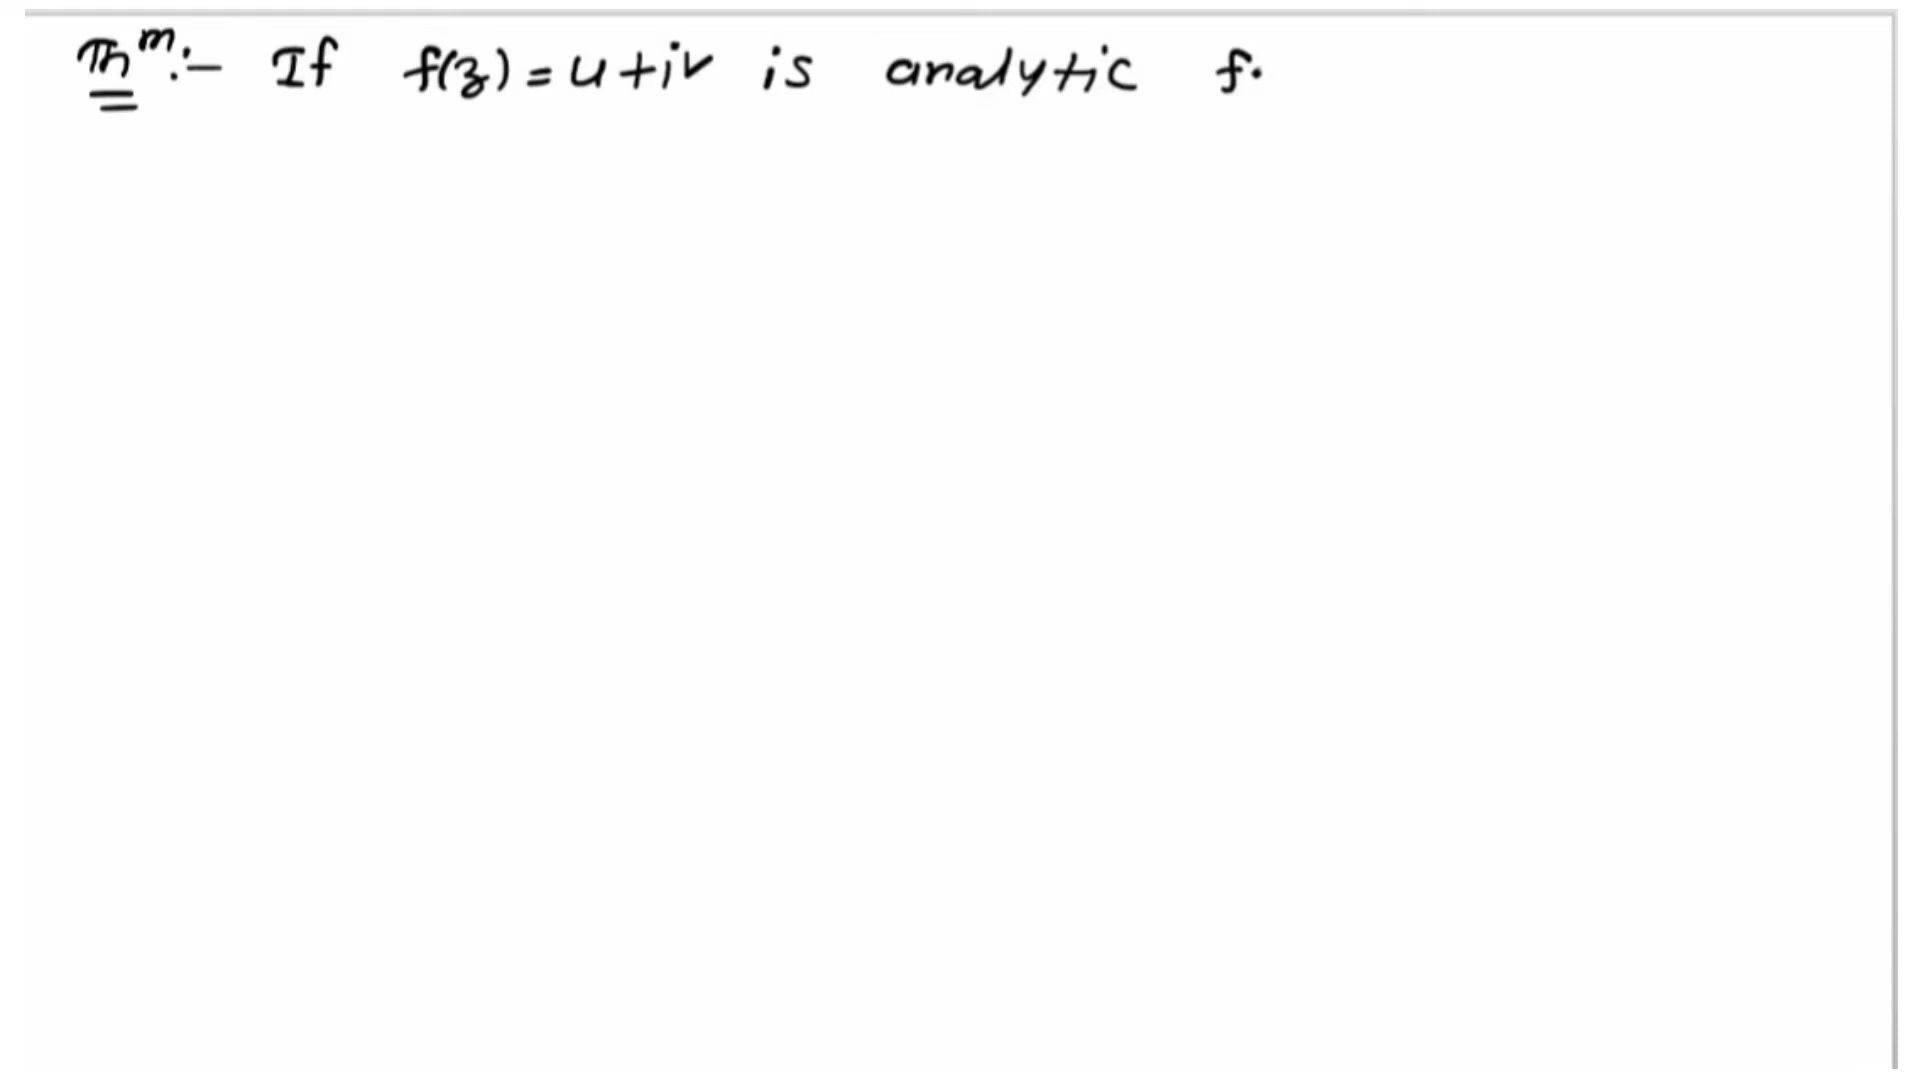 Thᵐ:- If f(z) = u + iv is analytic f.